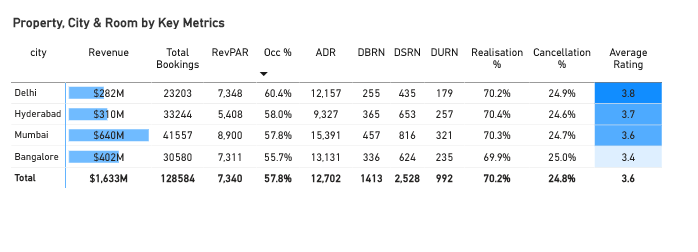 Property, City & Room by Key Metrics
city Revenue Total Bookings RevPAR Occ % ADR DBRN DSRN DURN Realisation % Cancellation % Average Rating
Delhi $282M 23203 7,348 60.4% 12,157 255 435 179 70.2% 24.9% 3.8
Hyderabad $310M 33244 5,408 58.0% 9,327 365 653 257 70.4% 24.6% 3.7
Mumbai $640M 41557 8,900 57.8% 15,391 457 816 321 70.3% 24.7% 3.6
Bangalore $402M 30580 7,311 55.7% 13,131 336 624 235 69.9% 25.0% 3.4
Total $1,633M 128584 7,340 57.8% 12,702 1413 2,528 992 70.2% 24.8% 3.6